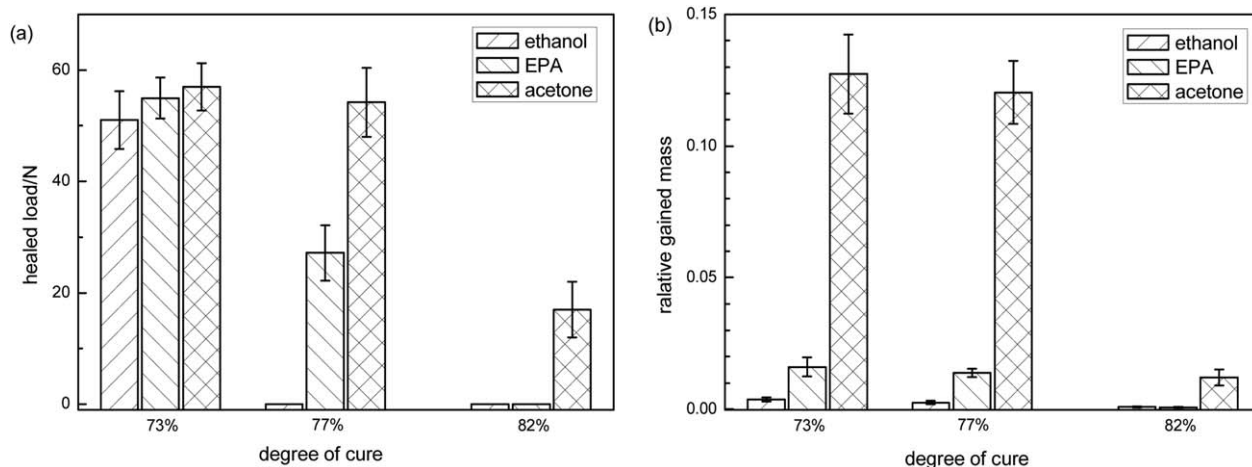 (a)
ethanol
EPA
acetone
healed load/N
60
40
20
0
73%
77%
82%
degree of cure
(b)
ethanol
EPA
acetone
ralative gained mass
0.15
0.10
0.05
0.00
73%
77%
82%
degree of cure